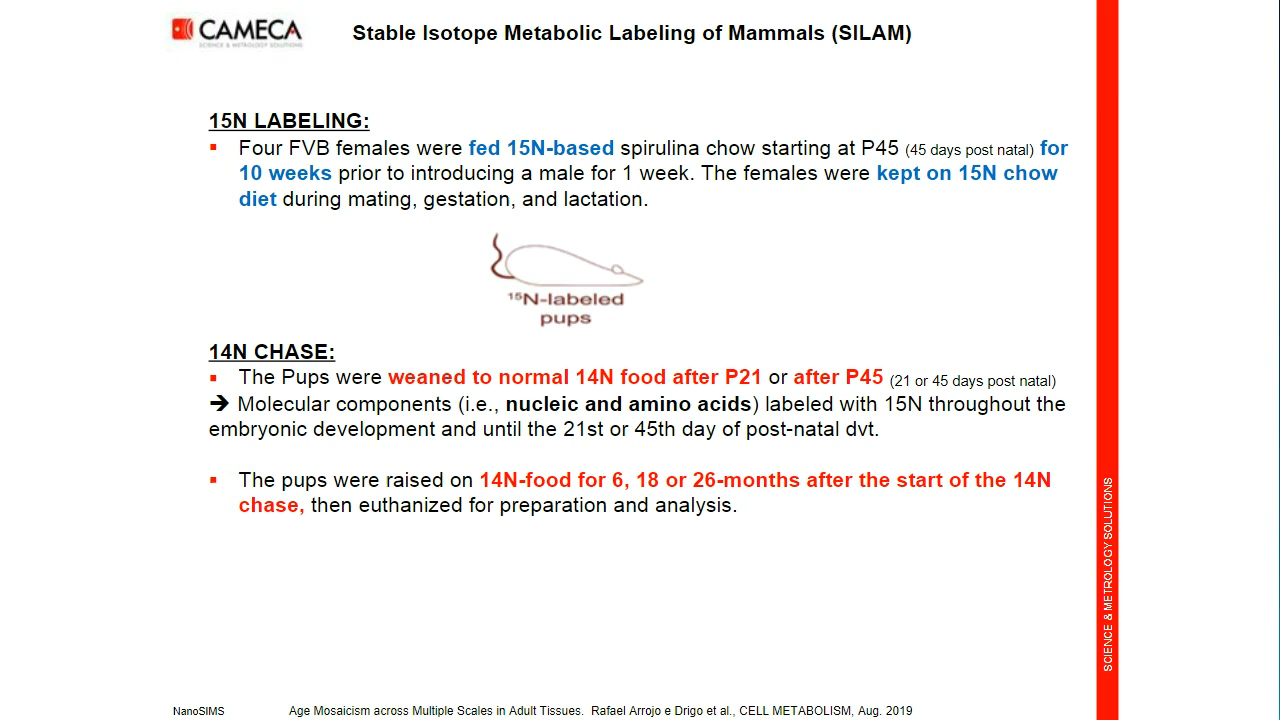 CAMECA
SCIENCE & METROLOGY SOLUTIONS
Stable Isotope Metabolic Labeling of Mammals (SILAM)
15N LABELING:
▪ Four FVB females were fed 15N-based spirulina chow starting at P45 (45 days post natal) for
10 weeks prior to introducing a male for 1 week. The females were kept on 15N chow
diet during mating, gestation, and lactation.
¹⁵N-labeled
pups
14N CHASE:
▪ The Pups were weaned to normal 14N food after P21 or after P45 (21 or 45 days post natal)
➔ Molecular components (i.e., nucleic and amino acids) labeled with 15N throughout the
embryonic development and until the 21st or 45th day of post-natal dvt.
▪ The pups were raised on 14N-food for 6, 18 or 26-months after the start of the 14N
chase, then euthanized for preparation and analysis.
SCIENCE & METROLOGY SOLUTIONS
NanoSIMS
Age Mosaicism across Multiple Scales in Adult Tissues. Rafael Arrojo e Drigo et al., CELL METABOLISM, Aug. 2019